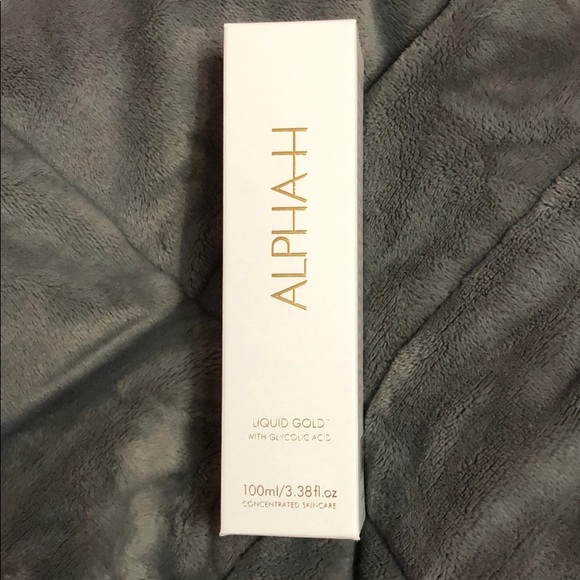 ALPHA-H
LIQUID GOLD™
WITH GLYCOLIC ACID
100ml/3.38fl.oz
CONCENTRATED SKINCARE